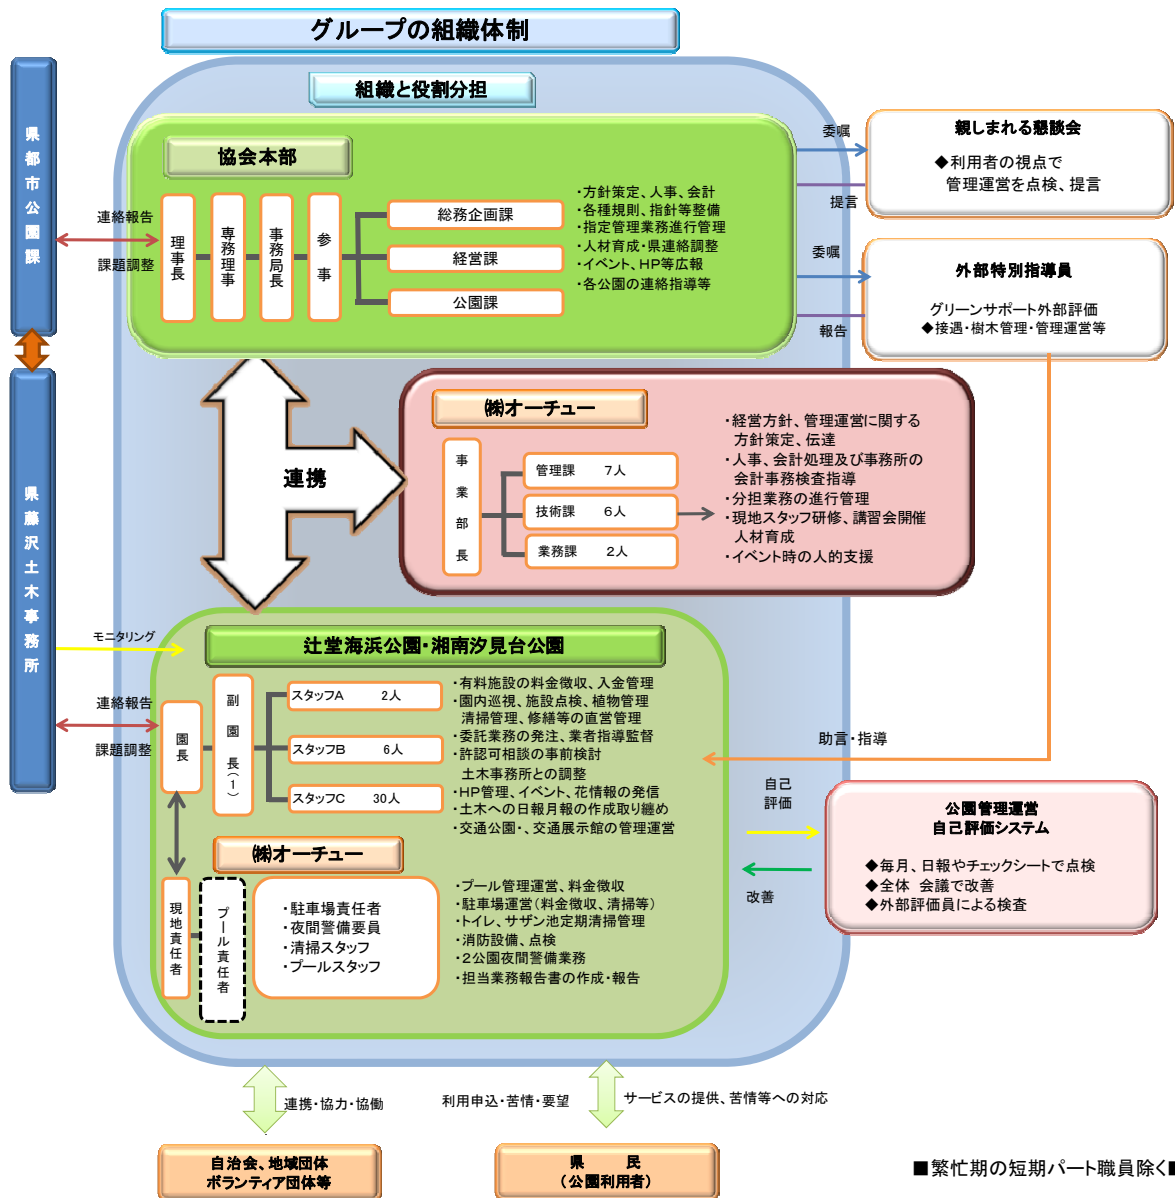 グループの組織体制
組織と役割分担
県都市公園課
県藤沢土木事務所
連絡報告
課題調整
協会本部
理事長
専務理事
事務局長
参事
総務企画課
経営課
公園課
・方針策定、人事、会計
・各種規則、指針等整備
・指定管理業務進行管理
・人材育成・県連絡調整
・イベント、HP等広報
・各公園の連絡指導等
委嘱
提言
親しまれる懇談会
◆利用者の視点で
管理運営を点検、提言
委嘱
報告
外部特別指導員
グリーンサポート外部評価
◆接遇・樹木管理・管理運営等
連携
㈱オーチュー
事業部長
管理課 7人
技術課 6人
業務課 2人
・経営方針、管理運営に関する
方針策定、伝達
・人事、会計処理及び事務所の
会計事務検査指導
・分担業務の進行管理
・現地スタッフ研修、講習会開催
人材育成
・イベント時の人的支援
モニタリング
連絡報告
課題調整
辻堂海浜公園・湘南汐見台公園
園長
副園長(1)
スタッフA 2人
スタッフB 6人
スタッフC 30人
・有料施設の料金徴収、入金管理
・園内巡視、施設点検、植物管理
清掃管理、修繕等の直営管理
・委託業務の発注、業者指導監督
・許認可相談の事前検討
土木事務所との調整
・HP管理、イベント、花情報の発信
・土木への日報月報の作成取り纏め
・交通公園・、交通展示館の管理運営
助言・指導
自己
評価
改善
公園管理運営
自己評価システム
◆毎月、日報やチェックシートで点検
◆全体 会議で改善
◆外部評価員による検査
㈱オーチュー
現地責任者
プール責任者
・駐車場責任者
・夜間警備要員
・清掃スタッフ
・プールスタッフ
・プール管理運営、料金徴収
・駐車場運営(料金徴収、清掃等)
・トイレ、サザン池定期清掃管理
・消防設備、点検
・2公園夜間警備業務
・担当業務報告書の作成・報告
連携・協力・協働
利用申込・苦情・要望
サービスの提供、苦情等への対応
自治会、地域団体
ボランティア団体等
県 民
(公園利用者)
■繁忙期の短期パート職員除く■